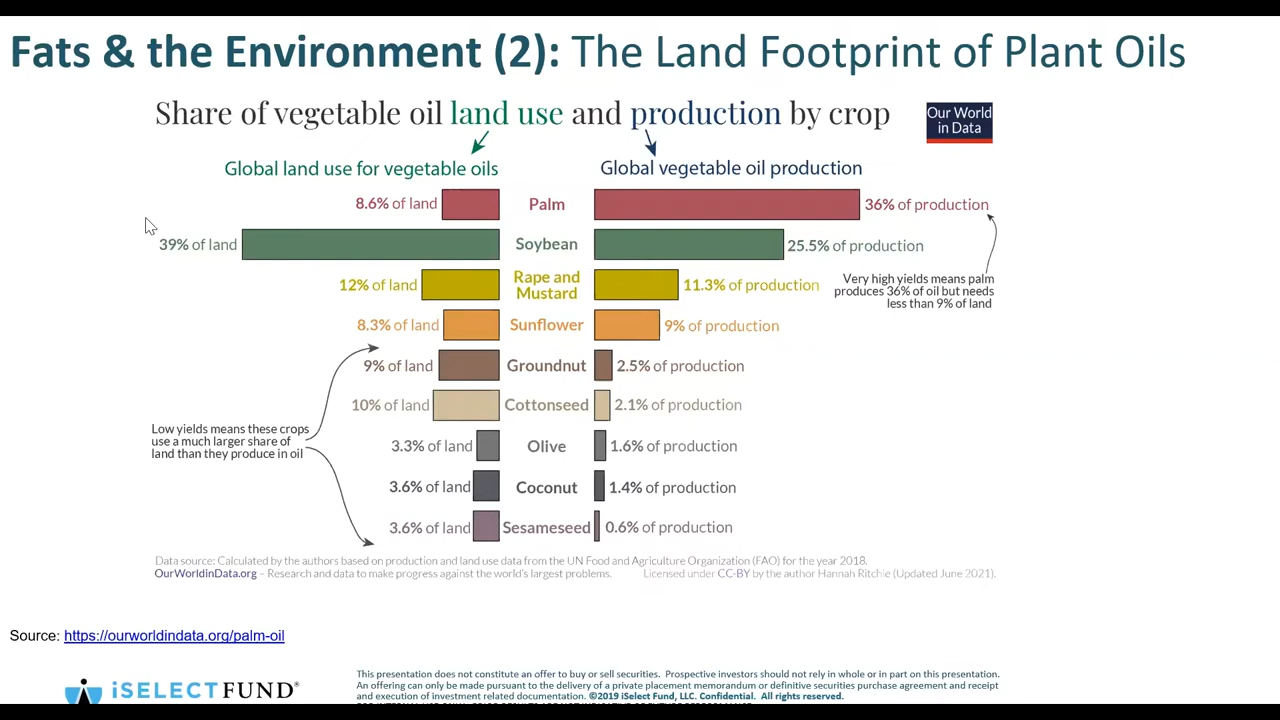 Fats & the Environment (2): The Land Footprint of Plant Oils
Share of vegetable oil land use and production by crop
Our World
in Data
Global land use for vegetable oils
Global vegetable oil production
8.6% of land
Palm
36% of production
39% of land
Soybean
25.5% of production
12% of land
Rape and
Mustard
11.3% of production
Very high yields means palm
produces 36% of oil but needs
less than 9% of land
8.3% of land
Sunflower
9% of production
9% of land
Groundnut
2.5% of production
10% of land
Cottonseed
2.1% of production
Low yields means these crops
use a much larger share of
land than they produce in oil
3.3% of land
Olive
1.6% of production
3.6% of land
Coconut
1.4% of production
3.6% of land
Sesameseed
0.6% of production
Data source: Calculated by the authors based on production and land use data from the UN Food and Agriculture Organization (FAO) for the year 2018.
OurWorldinData.org – Research and data to make progress against the world's largest problems.
Licensed under CC-BY by the author Hannah Ritchie (Updated June 2021).
Source: https://ourworldindata.org/palm-oil
iSELECTFUND®
This presentation does not constitute an offer to buy or sell securities. Prospective investors should not rely in whole or in part on this presentation.
An offering can only be made pursuant to the delivery of a private placement memorandum or definitive securities purchase agreement and receipt
and execution of investment related documentation. ©2019 iSelect Fund, LLC. Confidential. All rights reserved.